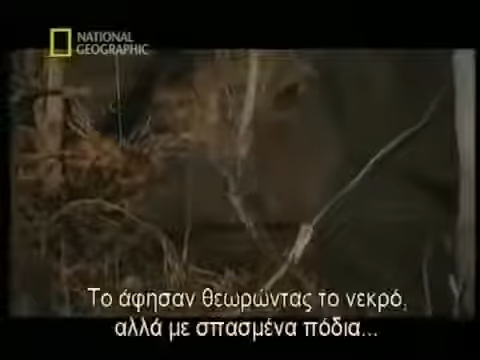 NATIONAL
GEOGRAPHIC
Το άφησαν θεωρώντας το νεκρό,
αλλά με σπασμένα πόδια...